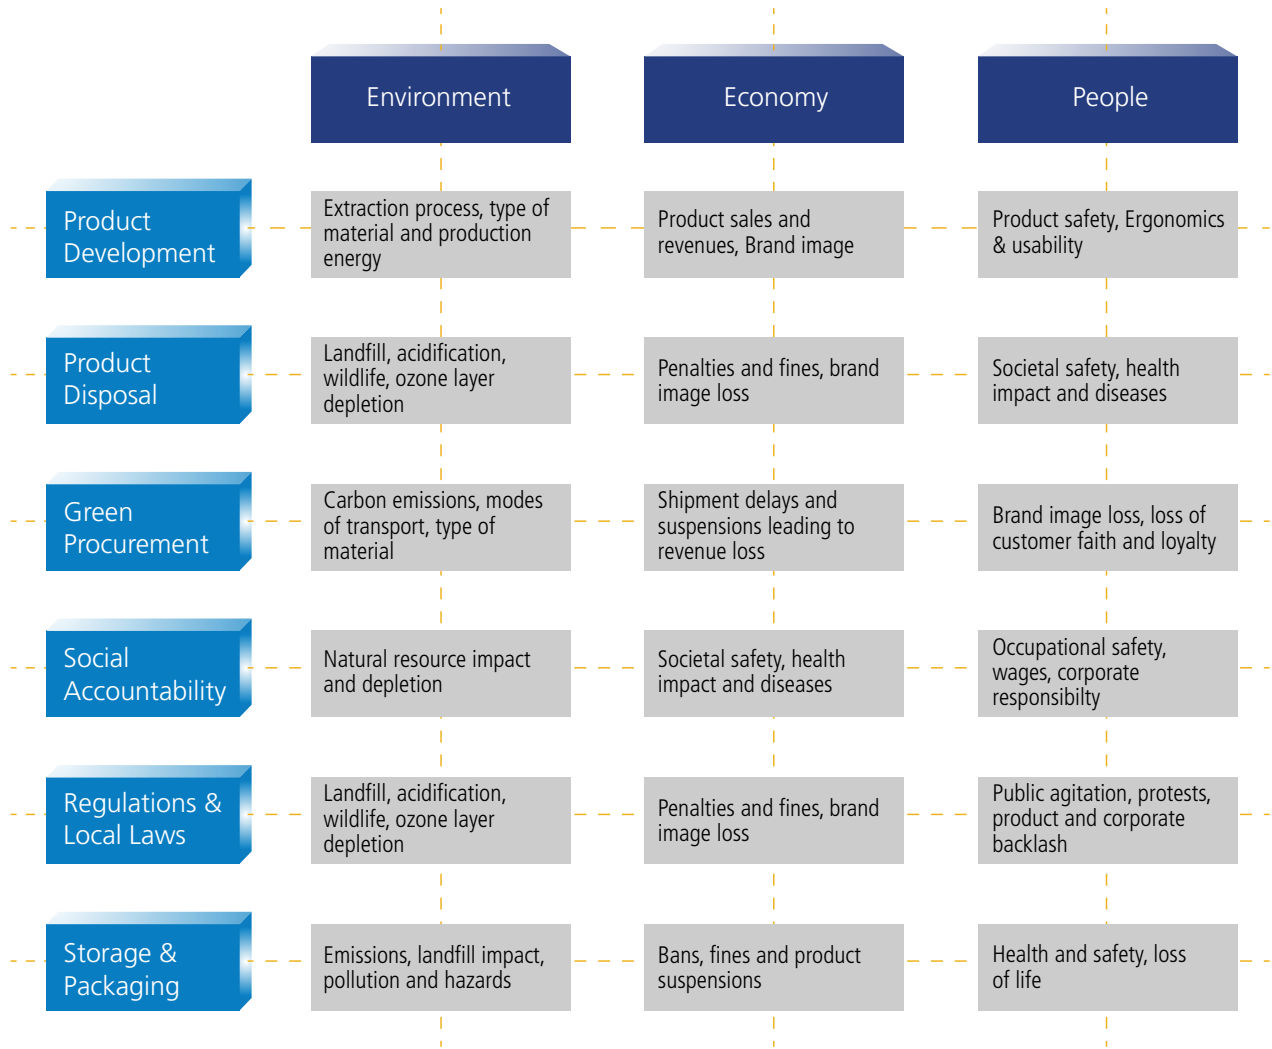 Environment
Economy
People
Product
Development
Extraction process, type of
material and production
energy
Product sales and
revenues, Brand image
Product safety, Ergonomics
& usability
Product
Disposal
Landfill, acidification,
wildlife, ozone layer
depletion
Penalties and fines, brand
image loss
Societal safety, health
impact and diseases
Green
Procurement
Carbon emissions, modes
of transport, type of
material
Shipment delays and
suspensions leading to
revenue loss
Brand image loss, loss of
customer faith and loyalty
Social
Accountability
Natural resource impact
and depletion
Societal safety, health
impact and diseases
Occupational safety,
wages, corporate
responsibilty
Regulations &
Local Laws
Landfill, acidification,
wildlife, ozone layer
depletion
Penalties and fines, brand
image loss
Public agitation, protests,
product and corporate
backlash
Storage &
Packaging
Emissions, landfill impact,
pollution and hazards
Bans, fines and product
suspensions
Health and safety, loss
of life